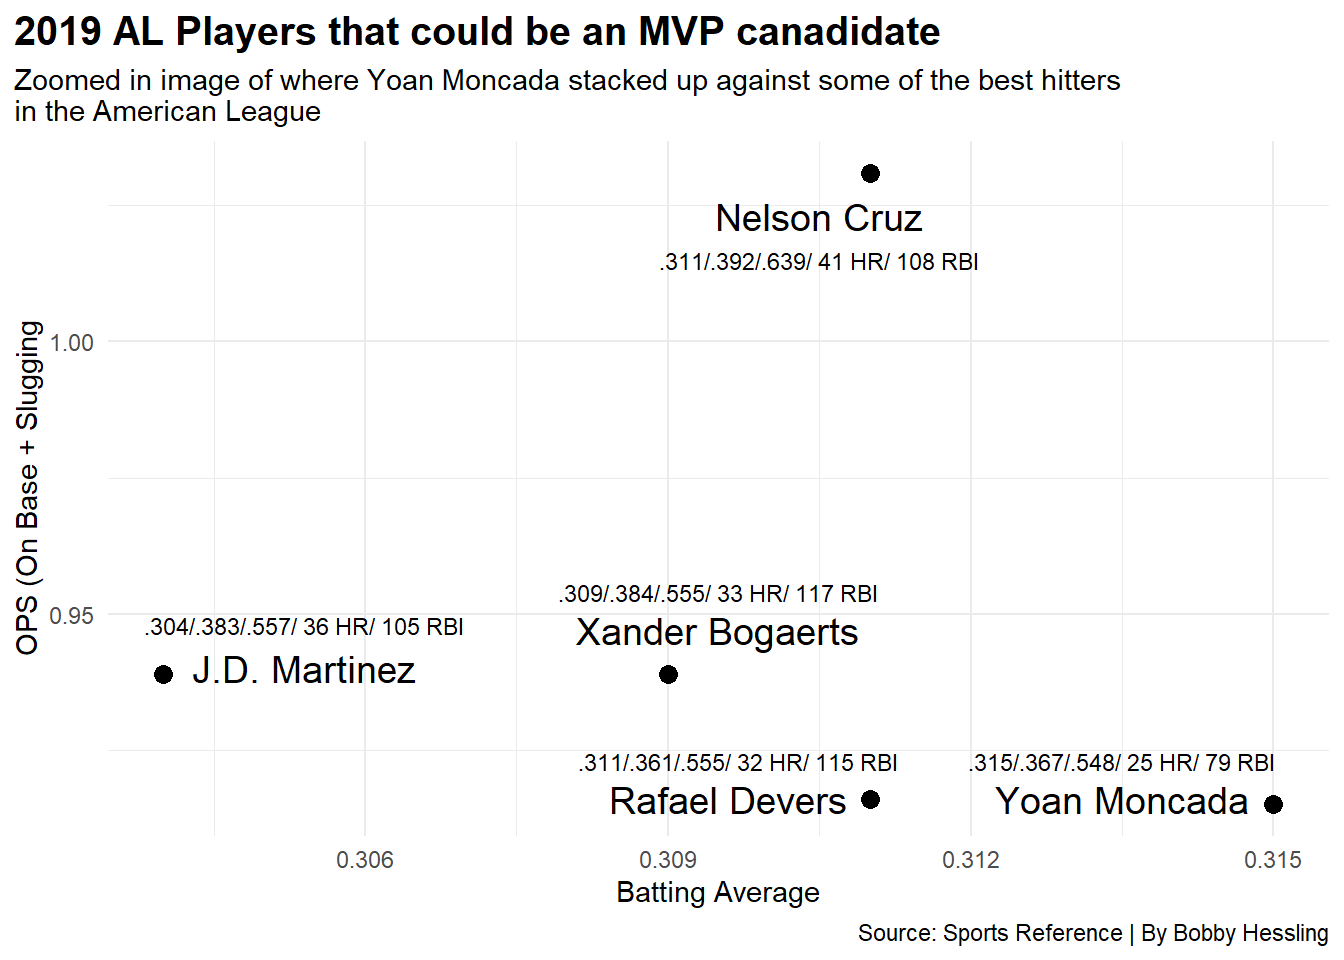 2019 AL Players that could be an MVP canadidate
Zoomed in image of where Yoan Moncada stacked up against some of the best hitters
in the American League
OPS (On Base + Slugging
1.00
0.95
Nelson Cruz
.311/.392/.639/ 41 HR/ 108 RBI
.309/.384/.555/ 33 HR/ 117 RBI
Xander Bogaerts
.304/.383/.557/ 36 HR/ 105 RBI
J.D. Martinez
.311/.361/.555/ 32 HR/ 115 RBI
Rafael Devers
.315/.367/.548/ 25 HR/ 79 RBI
Yoan Moncada
0.306
0.309
0.312
0.315
Batting Average
Source: Sports Reference | By Bobby Hessling